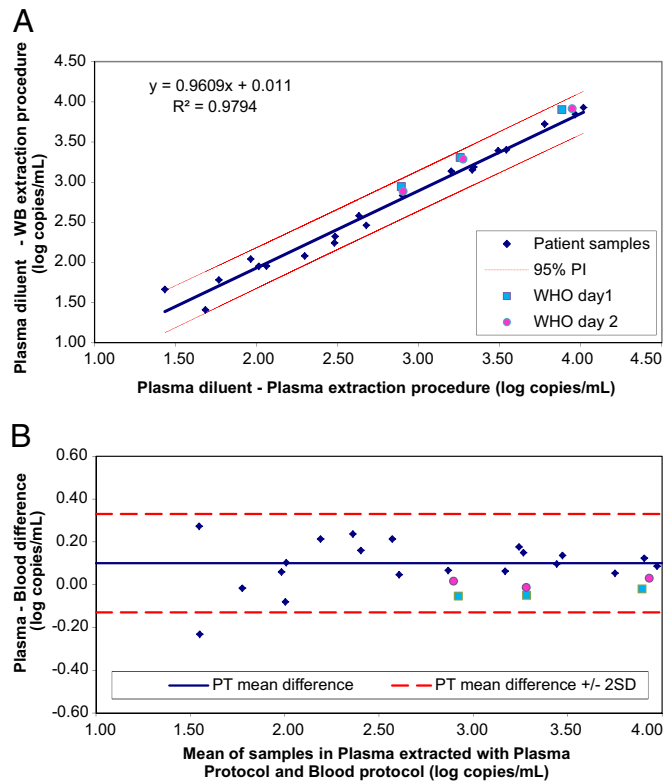 A
Plasma diluent - WB extraction procedure
(log copies/mL)
4.50
4.00
3.50
3.00
2.50
2.00
1.50
1.00
y = 0.9609x + 0.011
R² = 0.9794
Patient samples
95% PI
WHO day1
WHO day 2
1.00 1.50 2.00 2.50 3.00 3.50 4.00 4.50
Plasma diluent - Plasma extraction procedure (log copies/mL)
B
Plasma - Blood difference
(log copies/mL)
0.60
0.40
0.20
0.00
-0.20
-0.40
-0.60
PT mean difference
PT mean difference +/- 2SD
1.00 1.50 2.00 2.50 3.00 3.50 4.00
Mean of samples in Plasma extracted with Plasma
Protocol and Blood protocol (log copies/mL)